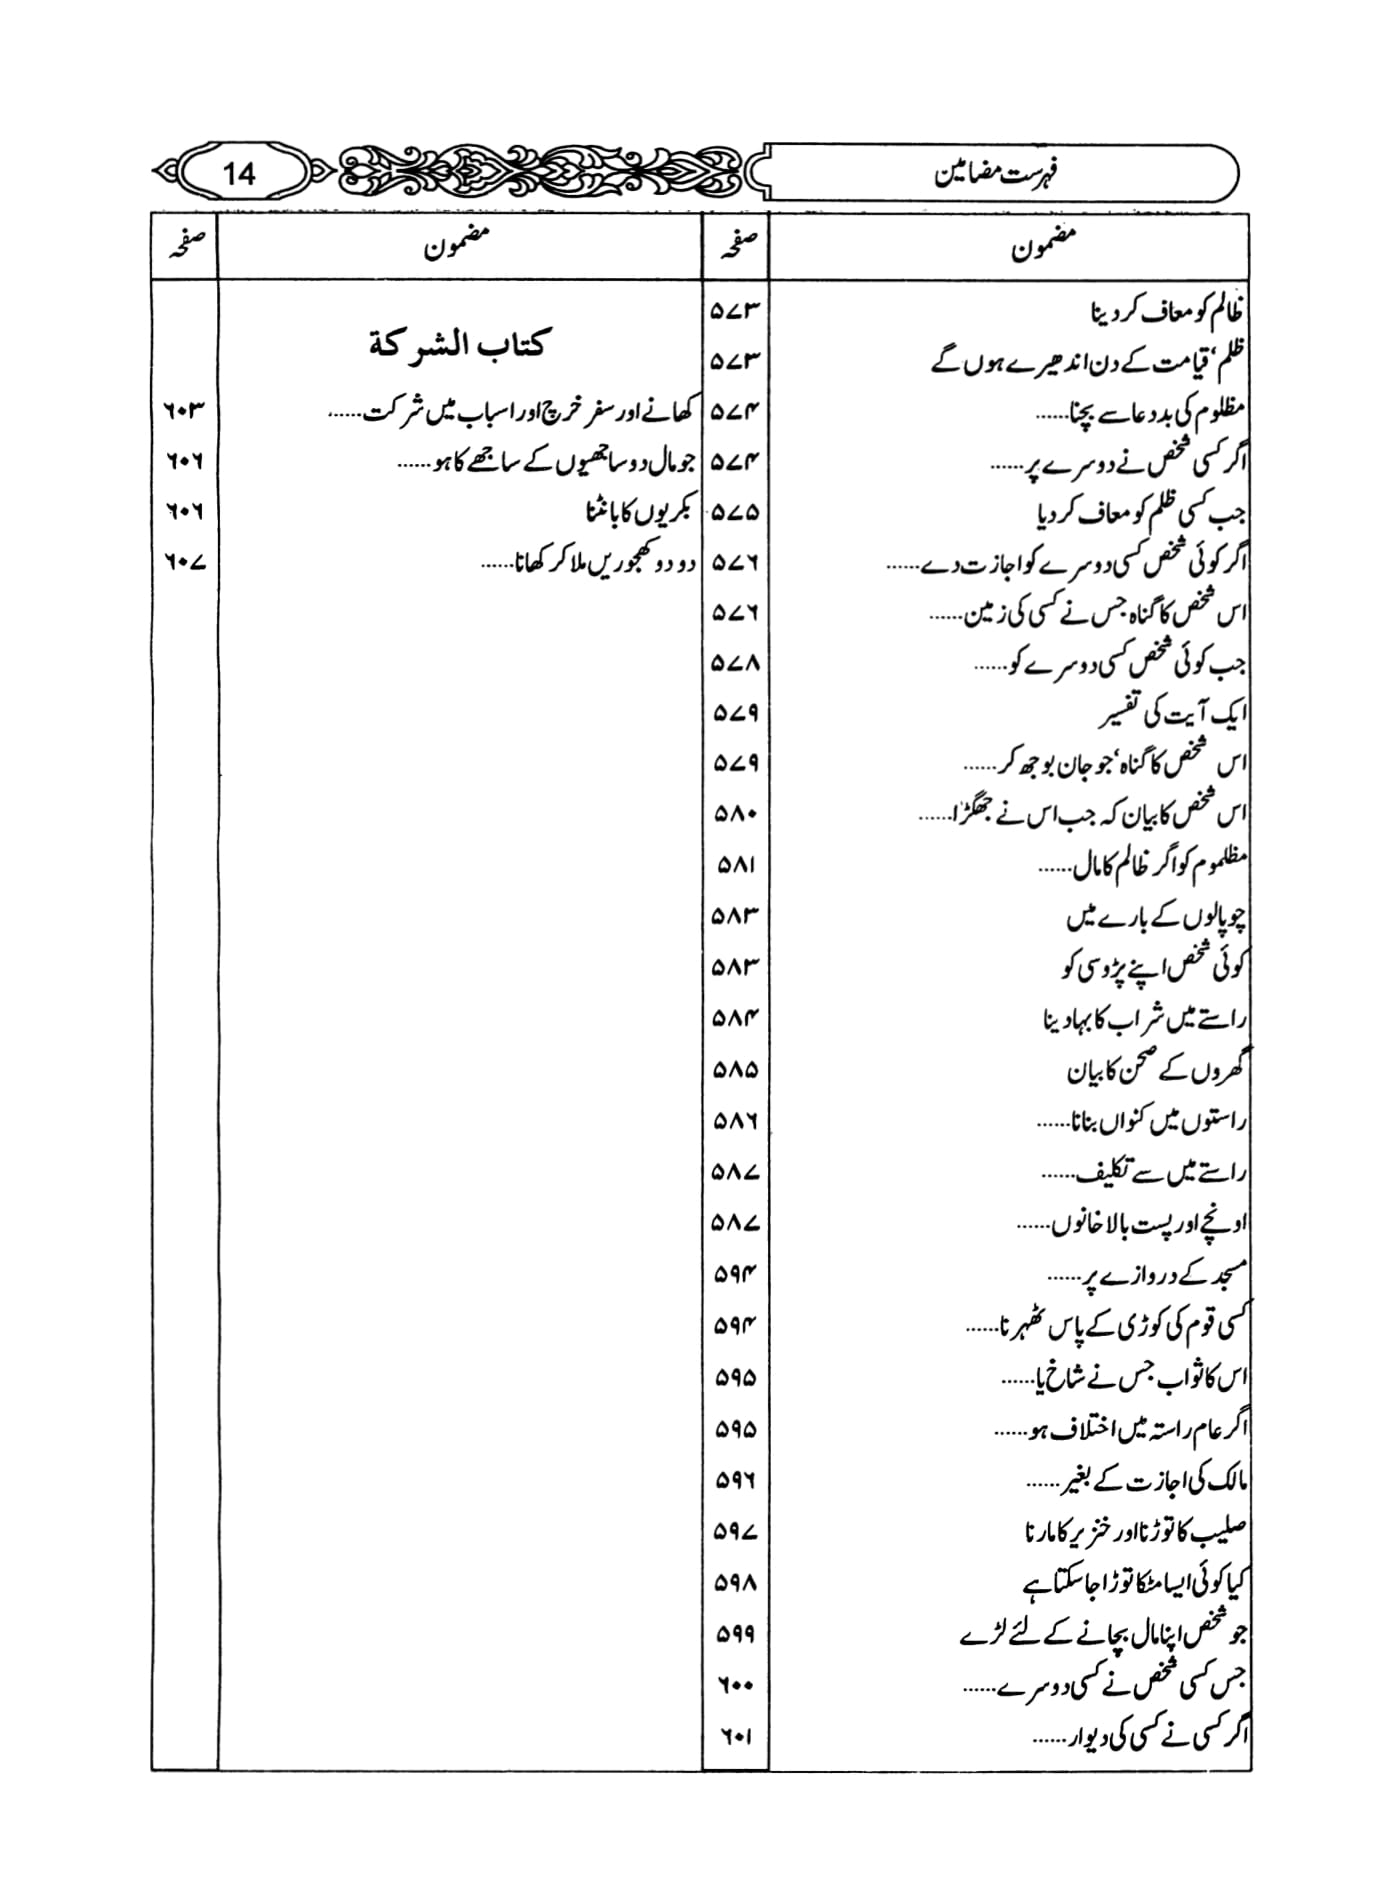 فہرست مضامین
14
مضمون صفحہ
ظالم کو معاف کر دینا ۵۷۳
ظلم، قیامت کے دن اندھیرے ہوں گے ۵۷۳
مظلوم کی بددعا سے بچنا...... ۵۷۴
اگر کسی شخص نے دوسرے پر...... ۵۷۴
جب کسی ظلم کو معاف کر دیا ۵۷۵
اگر کوئی شخص کسی دوسرے کو اجازت دے...... ۵۷۶
اس شخص کا گناہ جس نے کسی کی زمین...... ۵۷۶
جب کوئی شخص کسی دوسرے کو...... ۵۷۸
ایک آیت کی تفسیر ۵۷۹
اس شخص کا گناہ، جو جان بوجھ کر...... ۵۷۹
اس شخص کا بیان کہ جب اس نے جھگڑا...... ۵۸۰
مظلموم کو اگر ظالم کا مال...... ۵۸۱
چوپالوں کے بارے میں ۵۸۳
کوئی شخص اپنے پڑوسی کو ۵۸۳
راستے میں شراب کا بہا دینا ۵۸۴
گھروں کے صحن کا بیان ۵۸۵
راستوں میں کنواں بنانا...... ۵۸۶
راستے میں سے تکلیف...... ۵۸۷
اونچے اور پست بالا خانوں...... ۵۸۷
مسجد کے دروازے پر...... ۵۹۴
کسی قوم کی کوڑی کے پاس ٹھہرنا...... ۵۹۴
اس کا ثواب جس نے شاخ یا...... ۵۹۵
اگر عام راستہ میں اختلاف ہو...... ۵۹۵
مالک کی اجازت کے بغیر...... ۵۹۶
صلیب کا توڑنا اور خنزیر کا مارنا ۵۹۷
کیا کوئی ایسا مٹکا توڑا جا سکتا ہے ۵۹۸
جو شخص اپنا مال بچانے کے لئے لڑے ۵۹۹
جس کسی شخص نے کسی دوسرے...... ۶۰۰
اگر کسی نے کسی کی دیوار...... ۶۰۱
مضمون صفحہ
كتاب الشركة
کھانے اور سفر خرچ اور اسباب میں شرکت...... ۶۰۳
جو مال دو ساجھیوں کے ساجھے کا ہو...... ۶۰۶
بکریوں کا بانٹنا ۶۰۶
دو دو کھجوریں ملا کر کھانا...... ۶۰۷